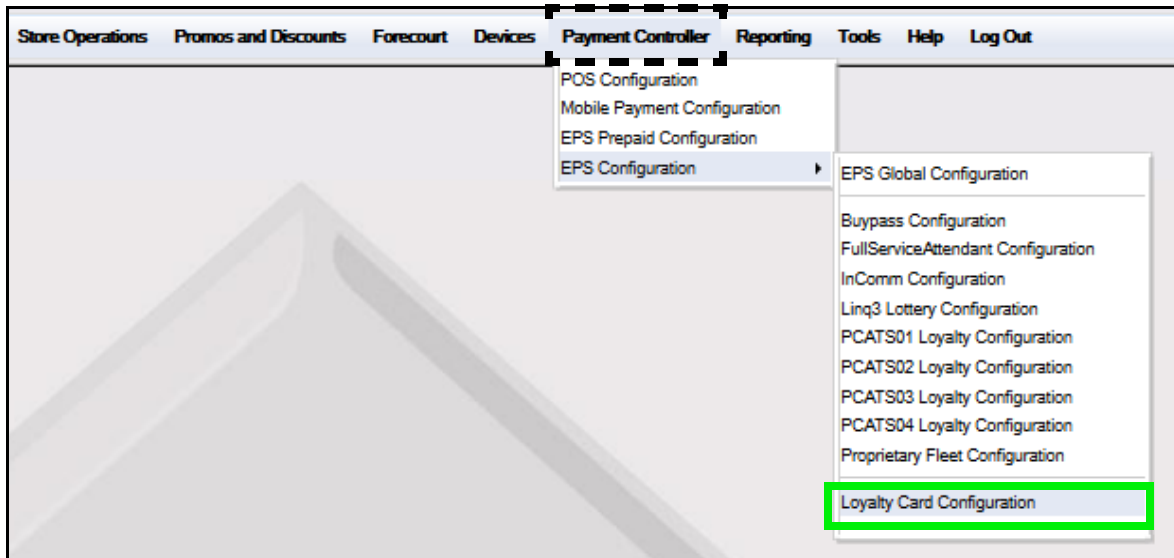 Store Operations Promos and Discounts Forecourt Devices Payment Controller Reporting Tools Help Log Out
POS Configuration
Mobile Payment Configuration
EPS Prepaid Configuration
EPS Configuration
EPS Global Configuration
Buypass Configuration
FullServiceAttendant Configuration
InComm Configuration
Linq3 Lottery Configuration
PCATS01 Loyalty Configuration
PCATS02 Loyalty Configuration
PCATS03 Loyalty Configuration
PCATS04 Loyalty Configuration
Proprietary Fleet Configuration
Loyalty Card Configuration